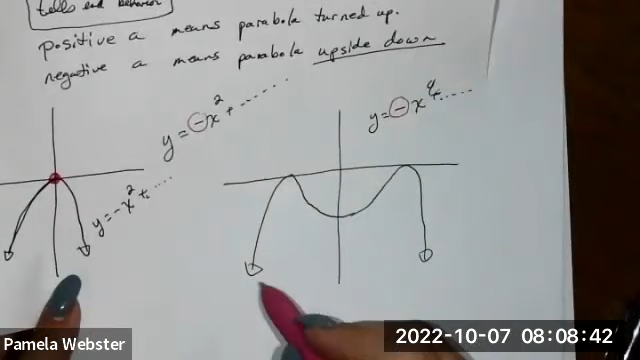 tells end behavior
positive a means parabola turned up.
negative a means parabola upside down
y = -x² + ......
y = -x⁴ + ......
y = -x² + ....
Pamela Webster
2022-10-07 08:08:42